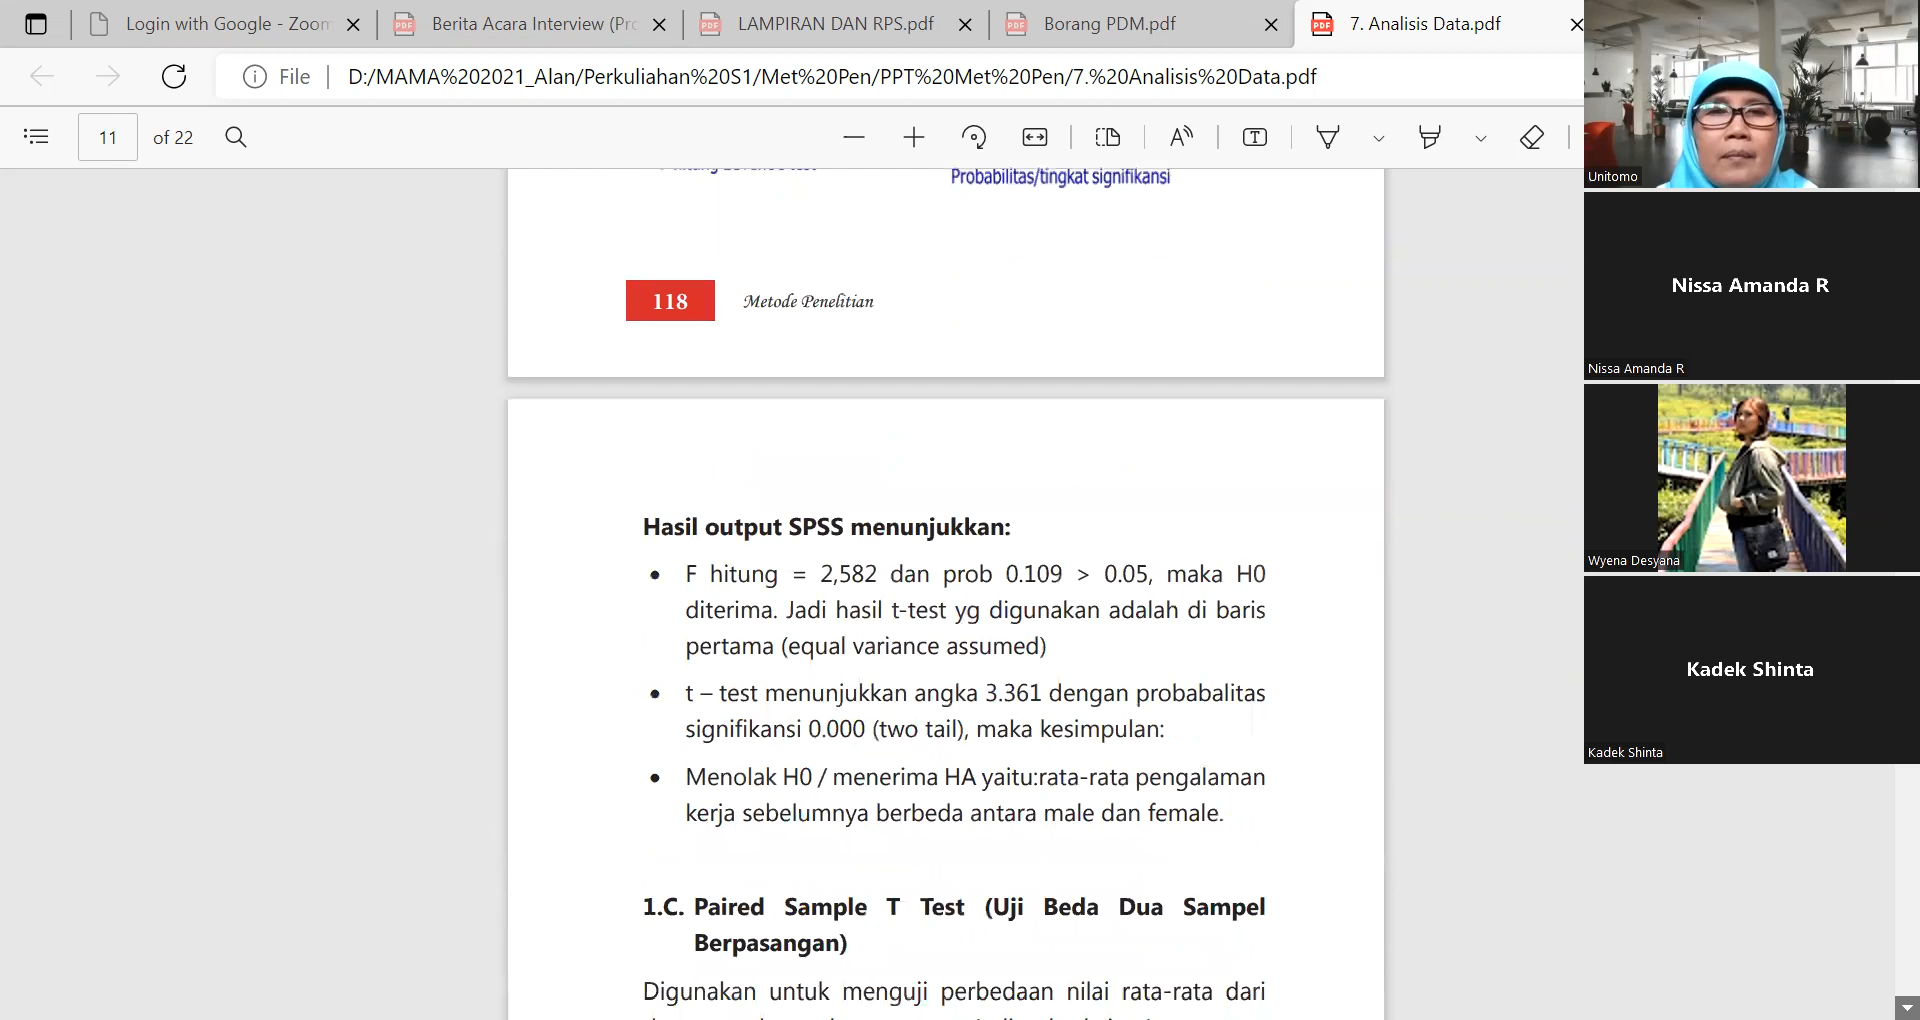 Login with Google - Zoom
Berita Acara Interview (Pro
LAMPIRAN DAN RPS.pdf
Borang PDM.pdf
7. Analisis Data.pdf
File
D:/MAMA%202021_Alan/Perkuliahan%20S1/Met%20Pen/PPT%20Met%20Pen/7.%20Analisis%20Data.pdf
11 of 22
Probabilitas/tingkat signifikansi
118 Metode Penelitian
Hasil output SPSS menunjukkan:
• F hitung = 2,582 dan prob 0.109 > 0.05, maka H0
diterima. Jadi hasil t-test yg digunakan adalah di baris
pertama (equal variance assumed)
• t – test menunjukkan angka 3.361 dengan probabalitas
signifikansi 0.000 (two tail), maka kesimpulan:
• Menolak H0 / menerima HA yaitu:rata-rata pengalaman
kerja sebelumnya berbeda antara male dan female.
1.C. Paired Sample T Test (Uji Beda Dua Sampel
Berpasangan)
Digunakan untuk menguji perbedaan nilai rata-rata dari
Unitomo
Nissa Amanda R
Nissa Amanda R
Wyena Desyana
Kadek Shinta
Kadek Shinta